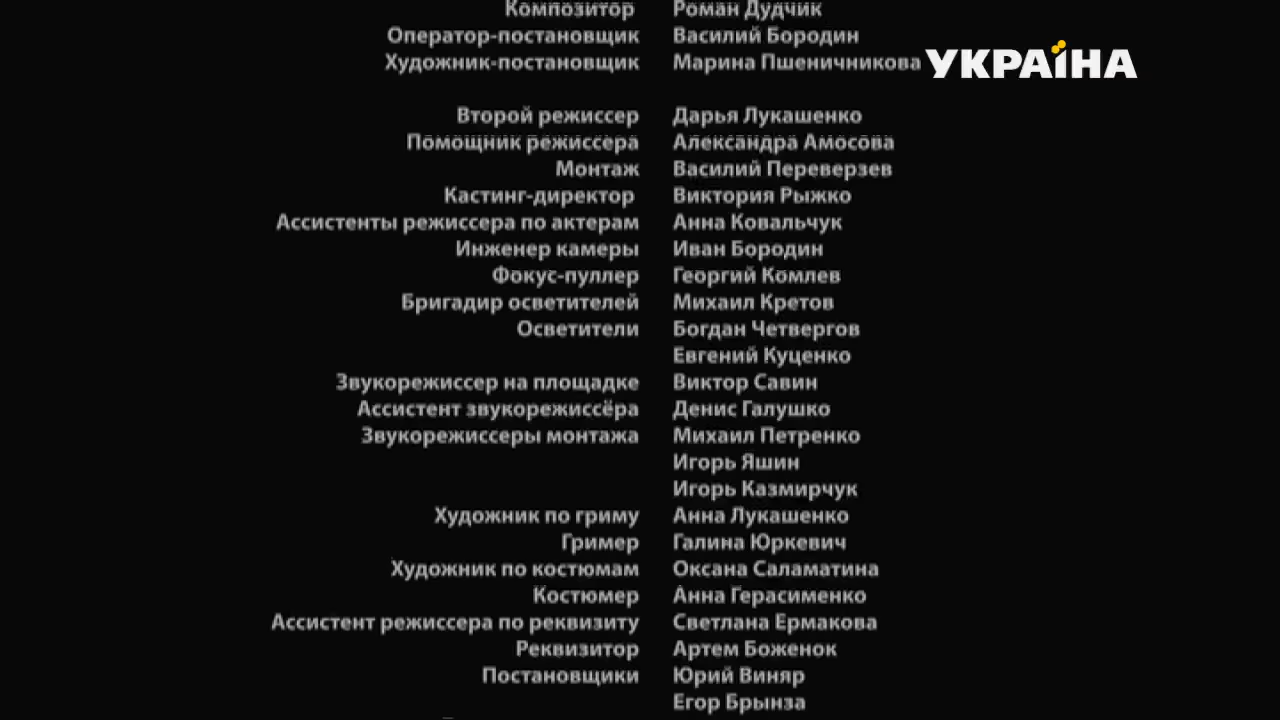 Композитор Роман Дудчик
Оператор-постановщик Василий Бородин
Художник-постановщик Марина Пшеничникова
УКРАЇНА
Второй режиссер Дарья Лукашенко
Помощник режиссера Александра Амосова
Монтаж Василий Переверзев
Кастинг-директор Виктория Рыжко
Ассистенты режиссера по актерам Анна Ковальчук
Инженер камеры Иван Бородин
Фокус-пуллер Георгий Комлев
Бригадир осветителей Михаил Кретов
Осветители Богдан Четвергов
Евгений Куценко
Звукорежиссер на площадке Виктор Савин
Ассистент звукорежиссёра Денис Галушко
Звукорежиссеры монтажа Михаил Петренко
Игорь Яшин
Игорь Казмирчук
Художник по гриму Анна Лукашенко
Гример Галина Юркевич
Художник по костюмам Оксана Саламатина
Костюмер Анна Герасименко
Ассистент режиссера по реквизиту Светлана Ермакова
Реквизитор Артем Боженок
Постановщики Юрий Виняр
Егор Брынза